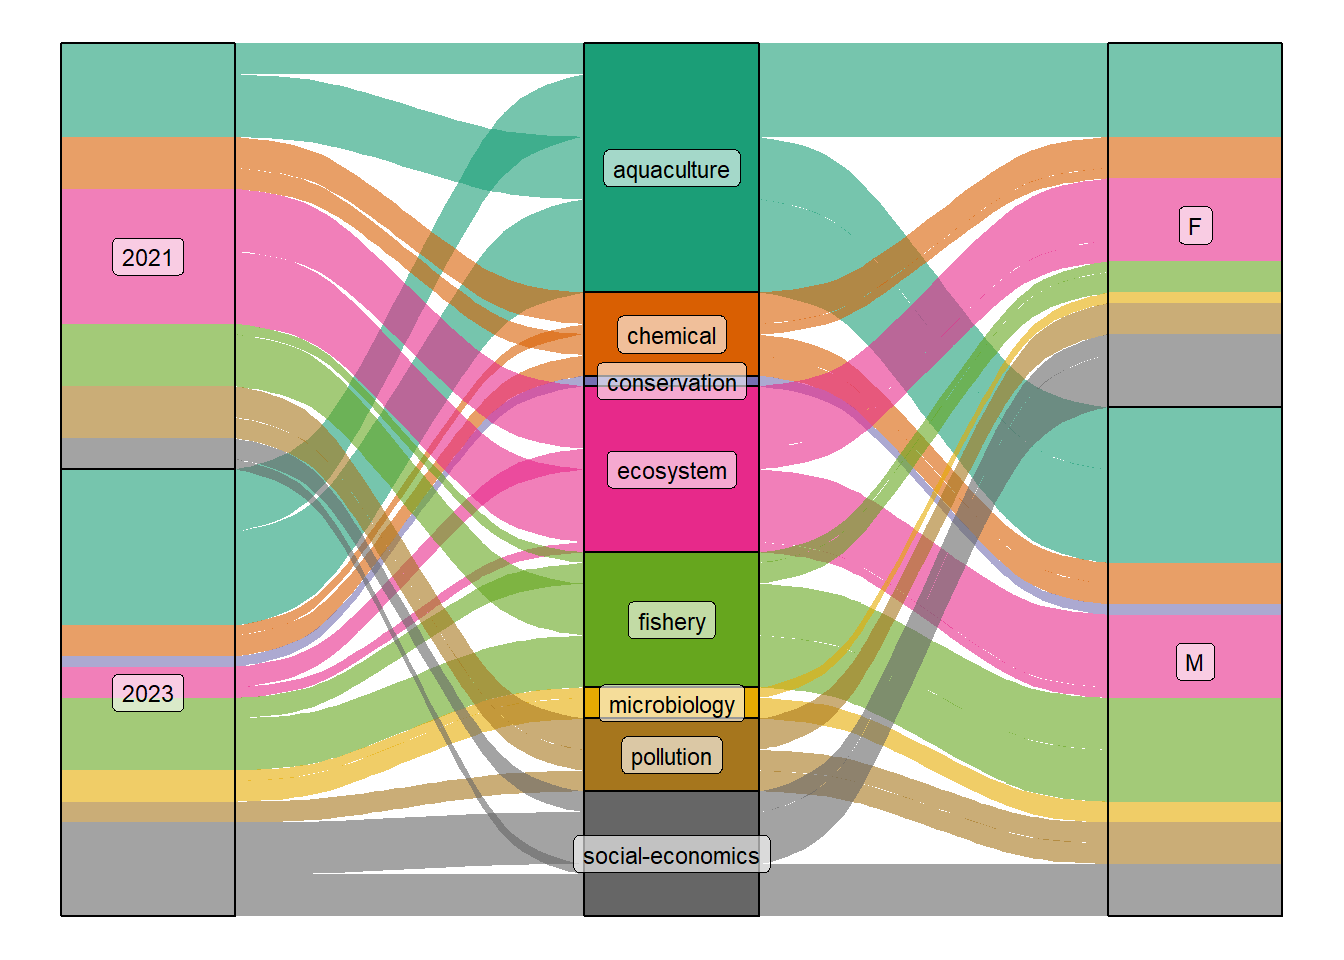 2021
2023
aquaculture
chemical
conservation
ecosystem
fishery
microbiology
pollution
social-economics
F
M